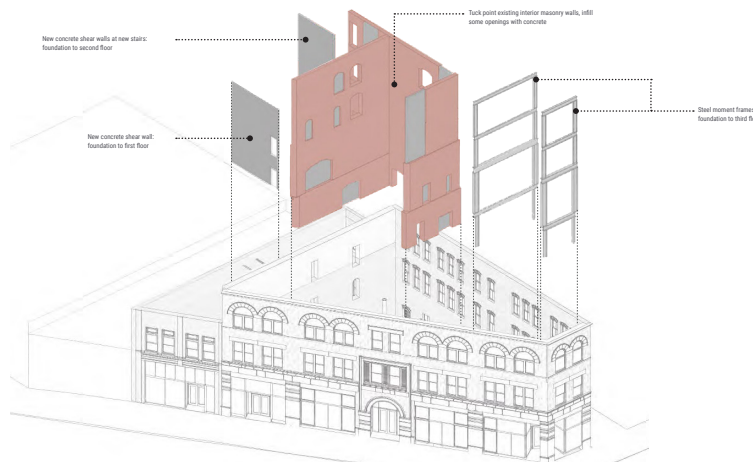 New concrete shear walls at new stairs:
foundation to second floor
Tuck point existing interior masonry walls, infill
some openings with concrete
New concrete shear wall:
foundation to first floor
Steel moment frames
foundation to third